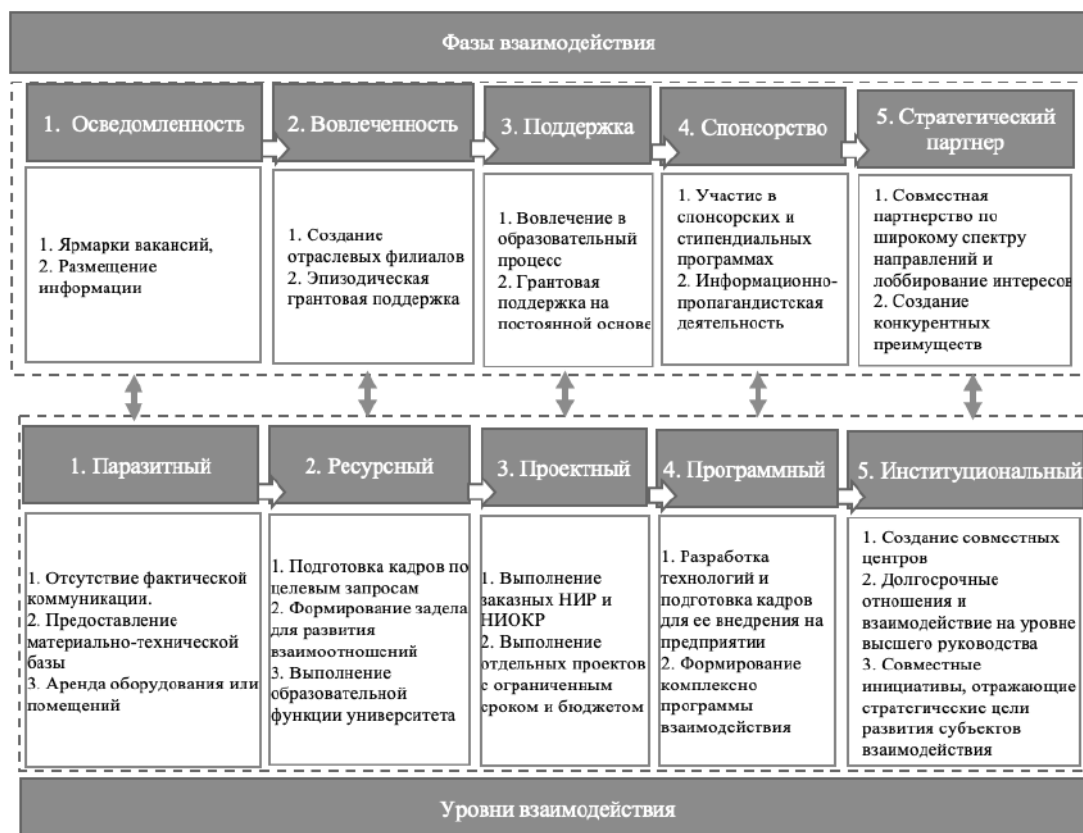 Фазы взаимодействия
1. Осведомленность
1. Ярмарки вакансий,
2. Размещение
информации
2. Вовлеченность
1. Создание
отраслевых филиалов
2. Эпизодическая
грантовая поддержка
3. Поддержка
1. Вовлечение в
образовательный
процесс
2. Грантовая
поддержка на
постоянной основе
4. Спонсорство
1. Участие в
спонсорских и
стипендиальных
программах
2. Информационно-
пропагандистская
деятельность
5. Стратегический
партнер
1. Совместная
партнерство по
широкому спектру
направлений и
лоббирование интересов
2. Создание
конкурентных
преимуществ
1. Паразитный
1. Отсутствие фактической
коммуникации.
2. Предоставление
материально-технической
базы
3. Аренда оборудования или
помещений
2. Ресурсный
1. Подготовка кадров по
целевым запросам
2. Формирование задела
для развития
взаимоотношений
3. Выполнение
образовательной
функции университета
3. Проектный
1. Выполнение
заказных НИР и
НИОКР
2. Выполнение
отдельных проектов
с ограниченным
сроком и бюджетом
4. Программный
1. Разработка
технологий и
подготовка кадров
для ее внедрения на
предприятии
2. Формирование
комплексно
программы
взаимодействия
5. Институциональный
1. Создание совместных
центров
2. Долгосрочные
отношения и
взаимодействие на уровне
высшего руководства
3. Совместные
инициативы, отражающие
стратегические цели
развития субъектов
взаимодействия
Уровни взаимодействия